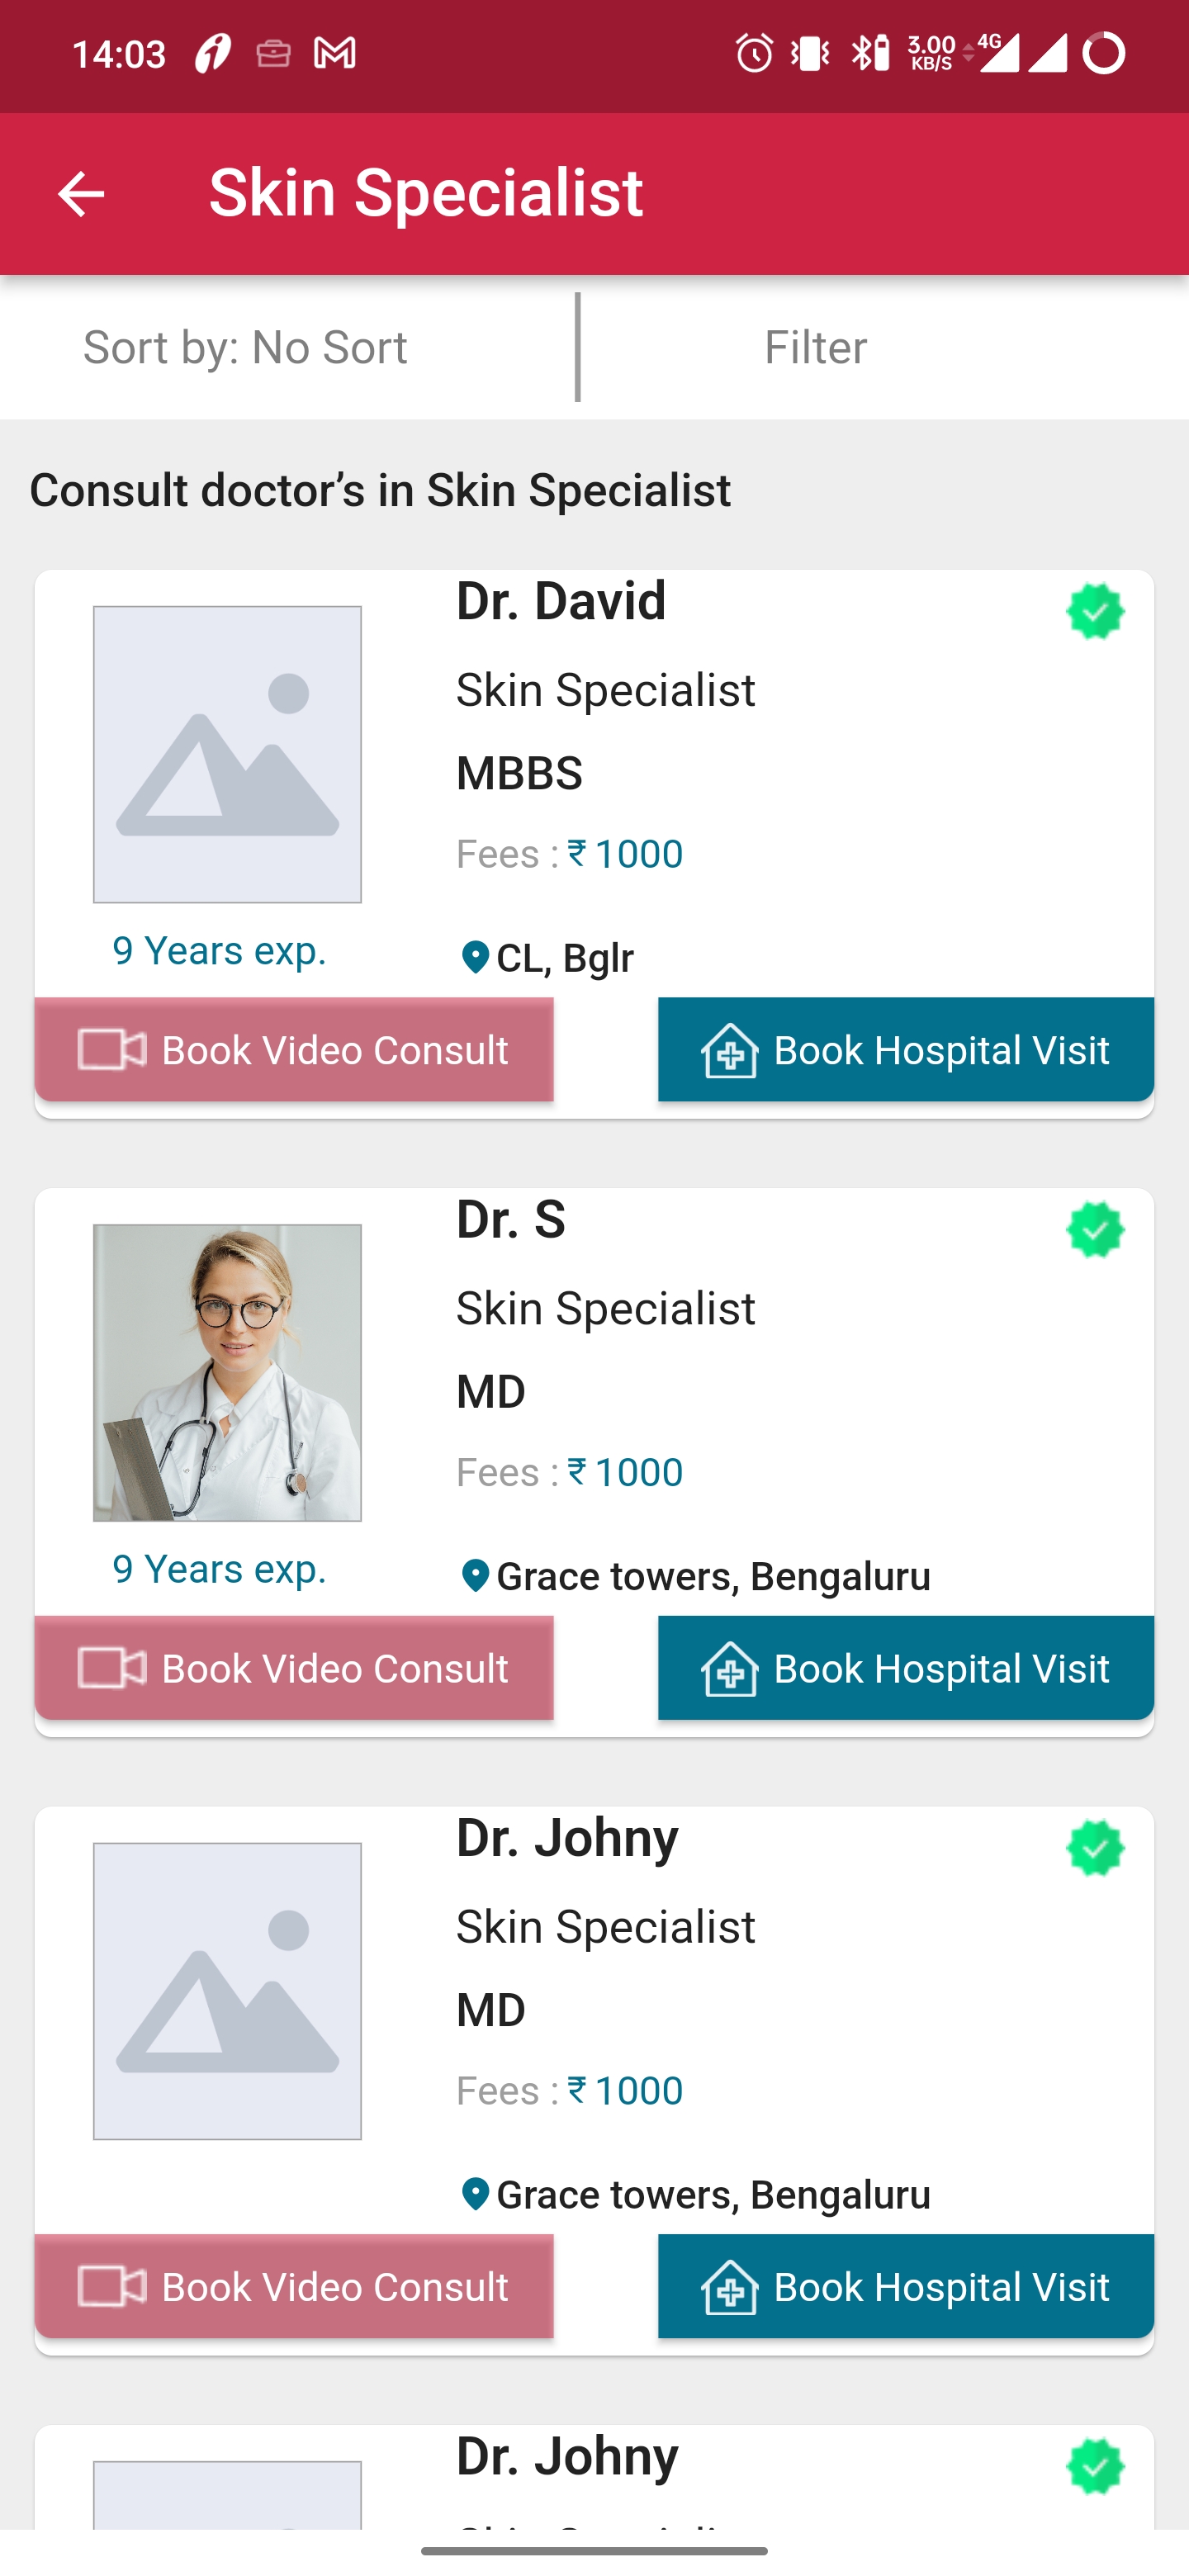 14:03
3.00
KB/S
4G
Skin Specialist
Sort by: No Sort
Filter
Consult doctor’s in Skin Specialist
Dr. David
Skin Specialist
MBBS
Fees : ₹ 1000
9 Years exp.
CL, Bglr
Book Video Consult
Book Hospital Visit
Dr. S
Skin Specialist
MD
Fees : ₹ 1000
9 Years exp.
Grace towers, Bengaluru
Book Video Consult
Book Hospital Visit
Dr. Johny
Skin Specialist
MD
Fees : ₹ 1000
Grace towers, Bengaluru
Book Video Consult
Book Hospital Visit
Dr. Johny